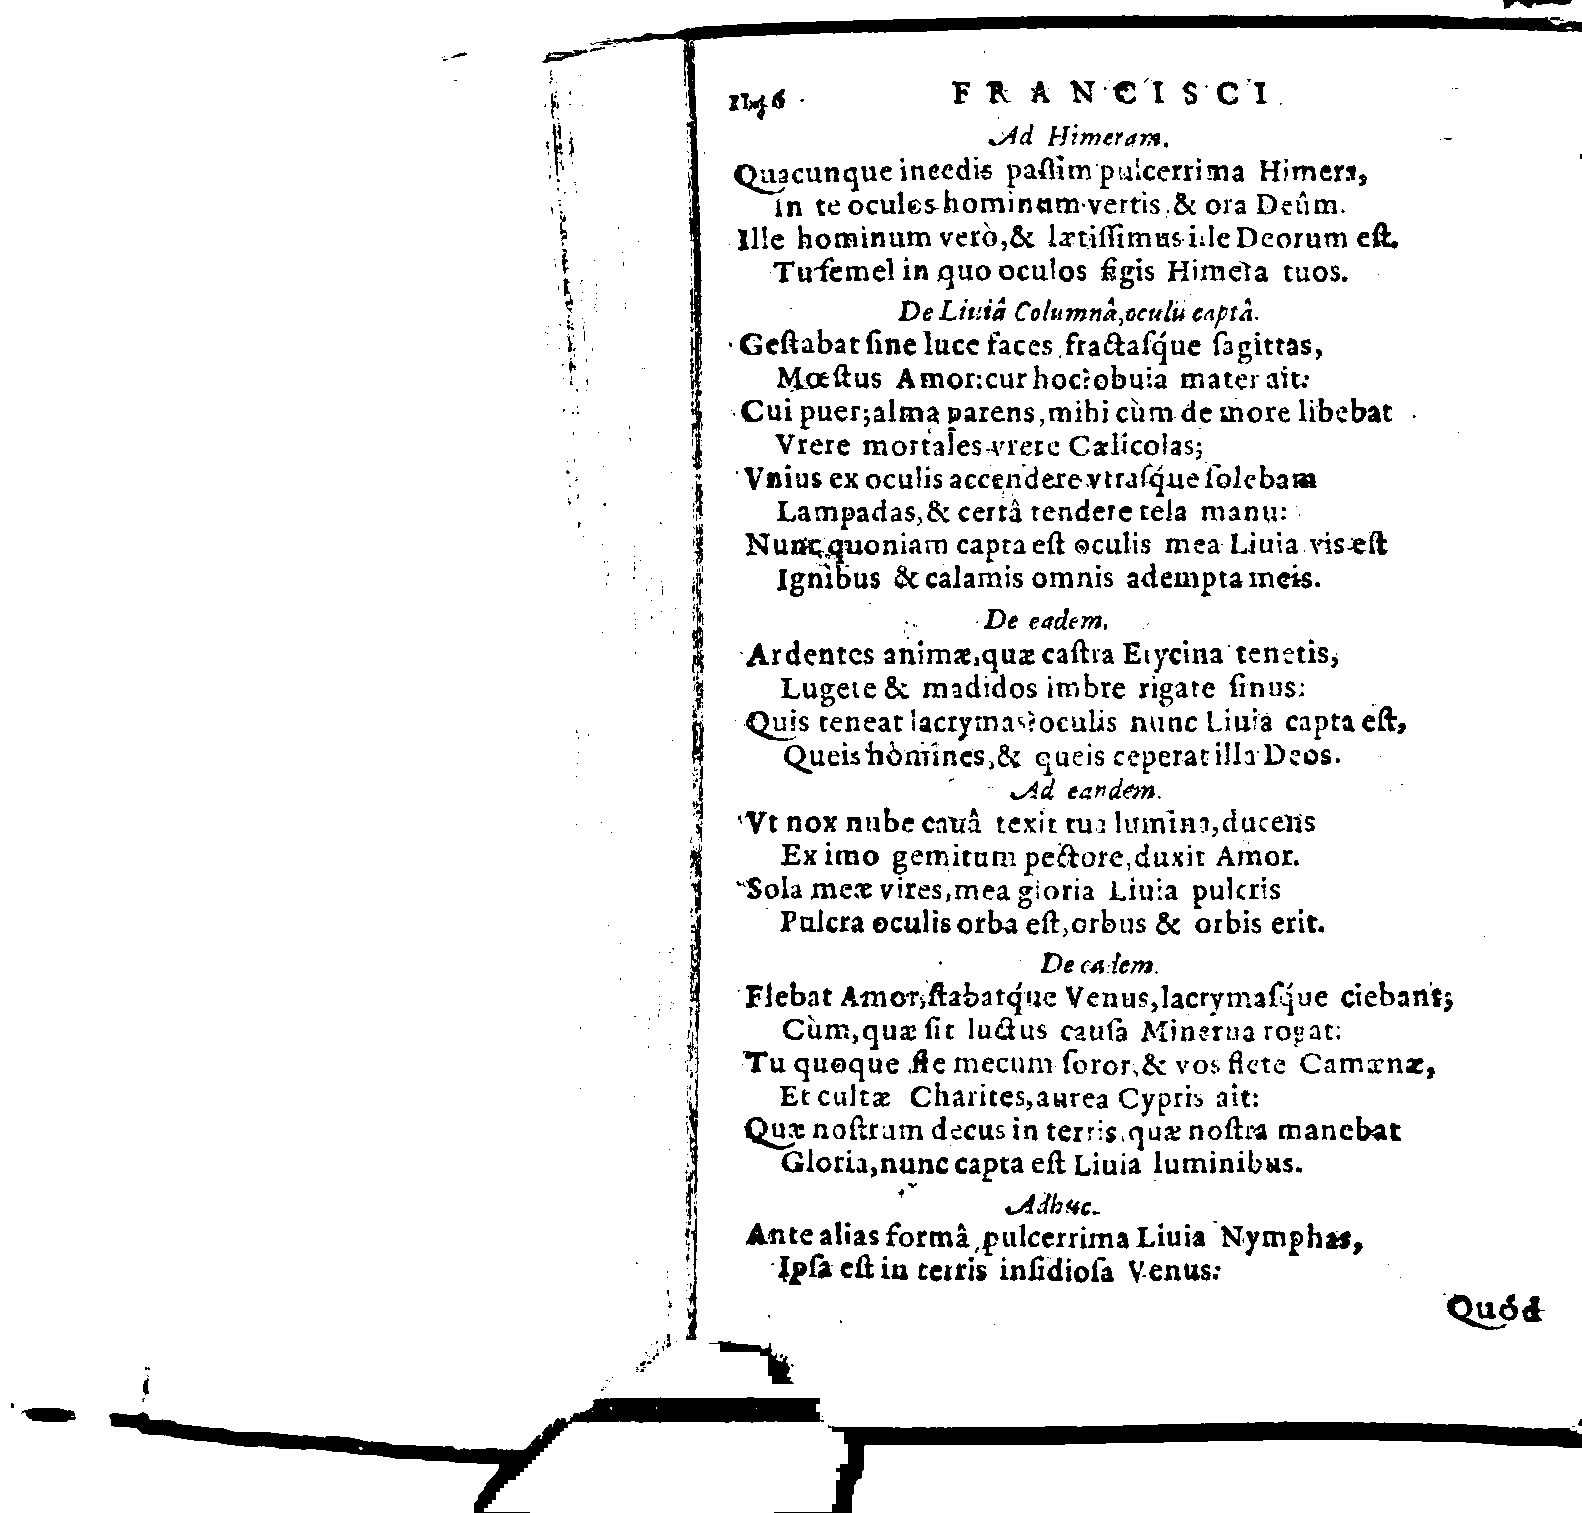 FRANCISCI
Ad Himeram.
Quacunque incedis paſſim pulcerrima Himera,
in te oculos hominum vertis, & ora Deûm.
Ille hominum verò, & lætiſſimus ille Deorum eſt.
Tu ſemel in quo oculos figis Himera tuos.
De Liuiâ Columnâ, oculis captâ.
Geſtabat ſine luce faces, fractaſq́ue ſagittas,
Mœſtus Amor: cur hoc? obuia mater ait:
Cui puer; alma parens, mihi cùm de more libebat
Vrere mortales vrere Cælicolas;
Vnius ex oculis accendere vtraſq́ue ſolebam
Lampadas, & certâ tendere tela manu:
Nunc quoniam capta eſt oculis mea Liuia vis eſt
Ignibus & calamis omnis adempta meis.
De eadem.
Ardentes animæ, quæ caſtra Erycina tenetis,
Lugete & madidos imbre rigate ſinus:
Quis teneat lacrymas? oculis nunc Liuia capta eſt,
Queis homines, & queis ceperat illa Deos.
Ad eandem.
Vt nox nube cauâ texit tua lumina, ducens
Ex imo gemitum pectore, duxit Amor.
Sola meæ vires, mea gloria Liuia pulcris
Pulcra oculis orba eſt, orbus & orbis erit.
De eadem.
Flebat Amor, ſtabatq́ue Venus, lacrymaſq́ue ciebant;
Cùm, quæ ſit luctus cauſa Minerua rogat:
Tu quoque fle mecum ſoror, & vos flete Camœnæ,
Et cultæ Charites, aurea Cypris ait:
Quæ noſtrum decus in terris, quæ noſtra manebat
Gloria, nunc capta eſt Liuia luminibus.
Adhuc.
Ante alias formâ pulcerrima Liuia Nymphas,
Ipſa eſt in terris inſidioſa Venus:
Quòd